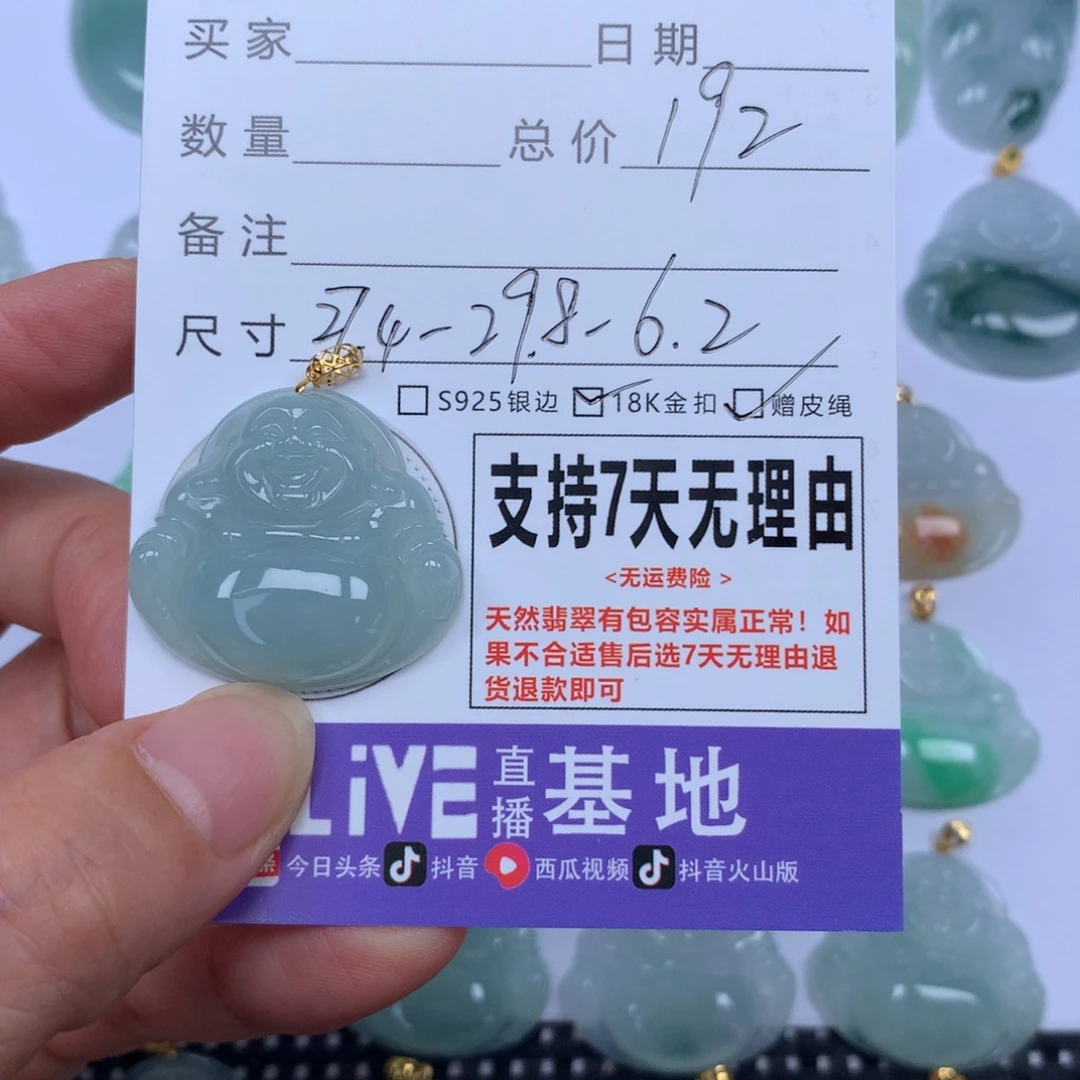 买家 日期
数量 总价 192
备注
尺寸 27.4-29.8-6.2
S925银边 18K金扣 赠皮绳
支持7天无理由
<无运费险>
天然翡翠有包容实属正常！如
果不合适售后选7天无理由退
货退款即可
LiVE 直播 基地
今日头条 抖音 西瓜视频 抖音火山版